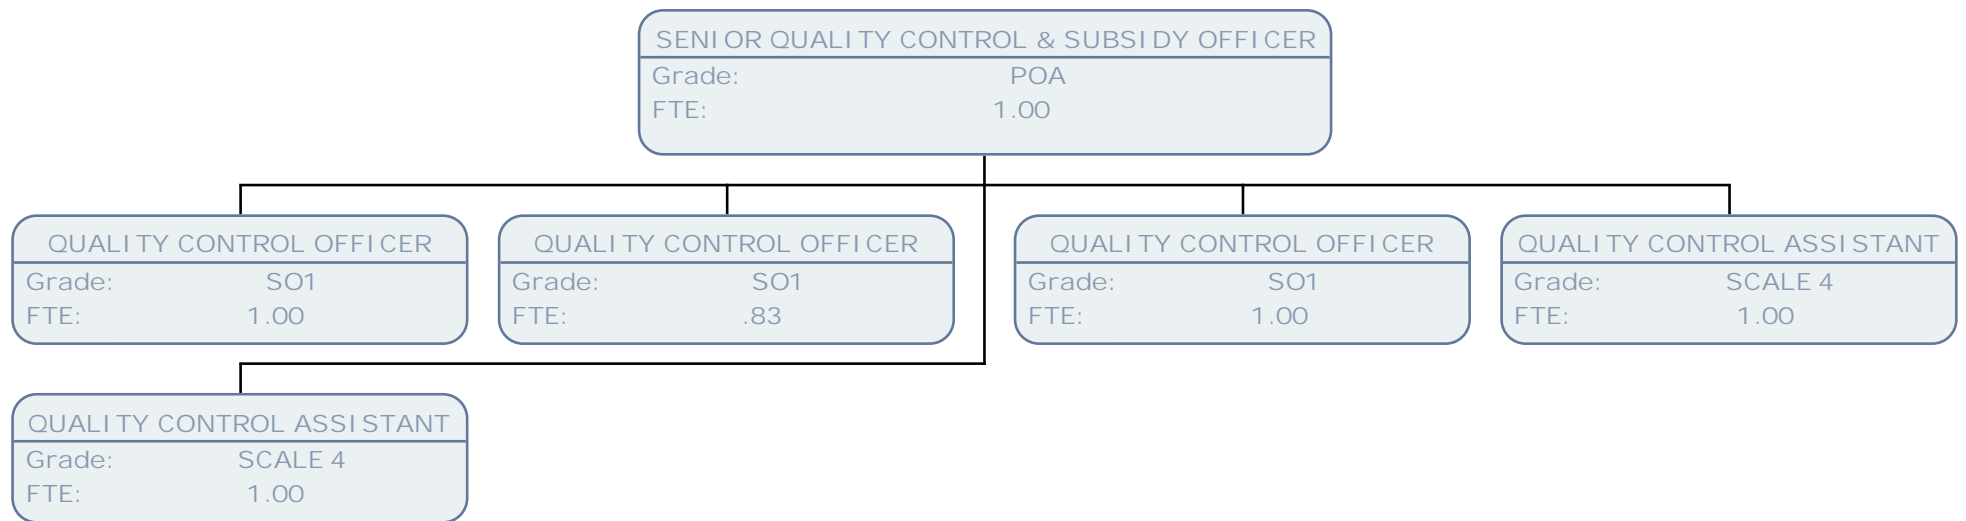 SENIOR QUALITY CONTROL & SUBSIDY OFFICER
Grade: POA
FTE: 1.00
QUALITY CONTROL OFFICER
Grade: SO1
FTE: 1.00
QUALITY CONTROL OFFICER
Grade: SO1
FTE: .83
QUALITY CONTROL OFFICER
Grade: SO1
FTE: 1.00
QUALITY CONTROL ASSISTANT
Grade: SCALE 4
FTE: 1.00
QUALITY CONTROL ASSISTANT
Grade: SCALE 4
FTE: 1.00